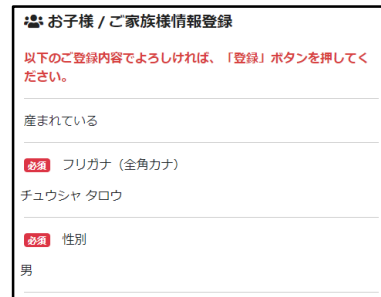 お子様 / ご家族様情報登録
以下のご登録内容でよろしければ、「登録」ボタンを押してく
ださい。
産まれている
必須 フリガナ（全角カナ）
チュウシャ タロウ
必須 性別
男